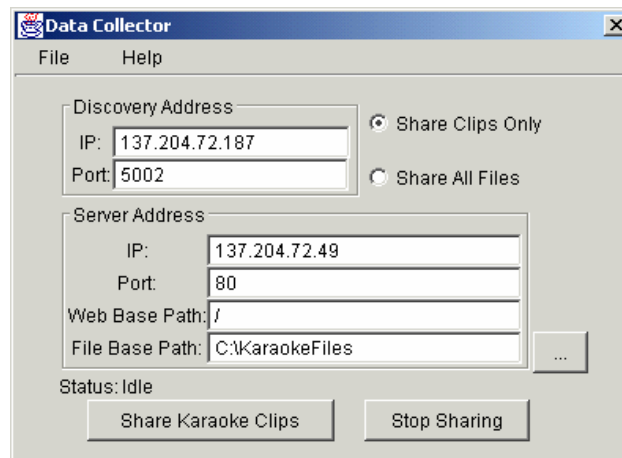 Data Collector
File Help
Discovery Address
IP: 137.204.72.187
Port: 5002
Share Clips Only
Share All Files
Server Address
IP: 137.204.72.49
Port: 80
Web Base Path: /
File Base Path: C:\KaraokeFiles
...
Status: Idle
Share Karaoke Clips
Stop Sharing